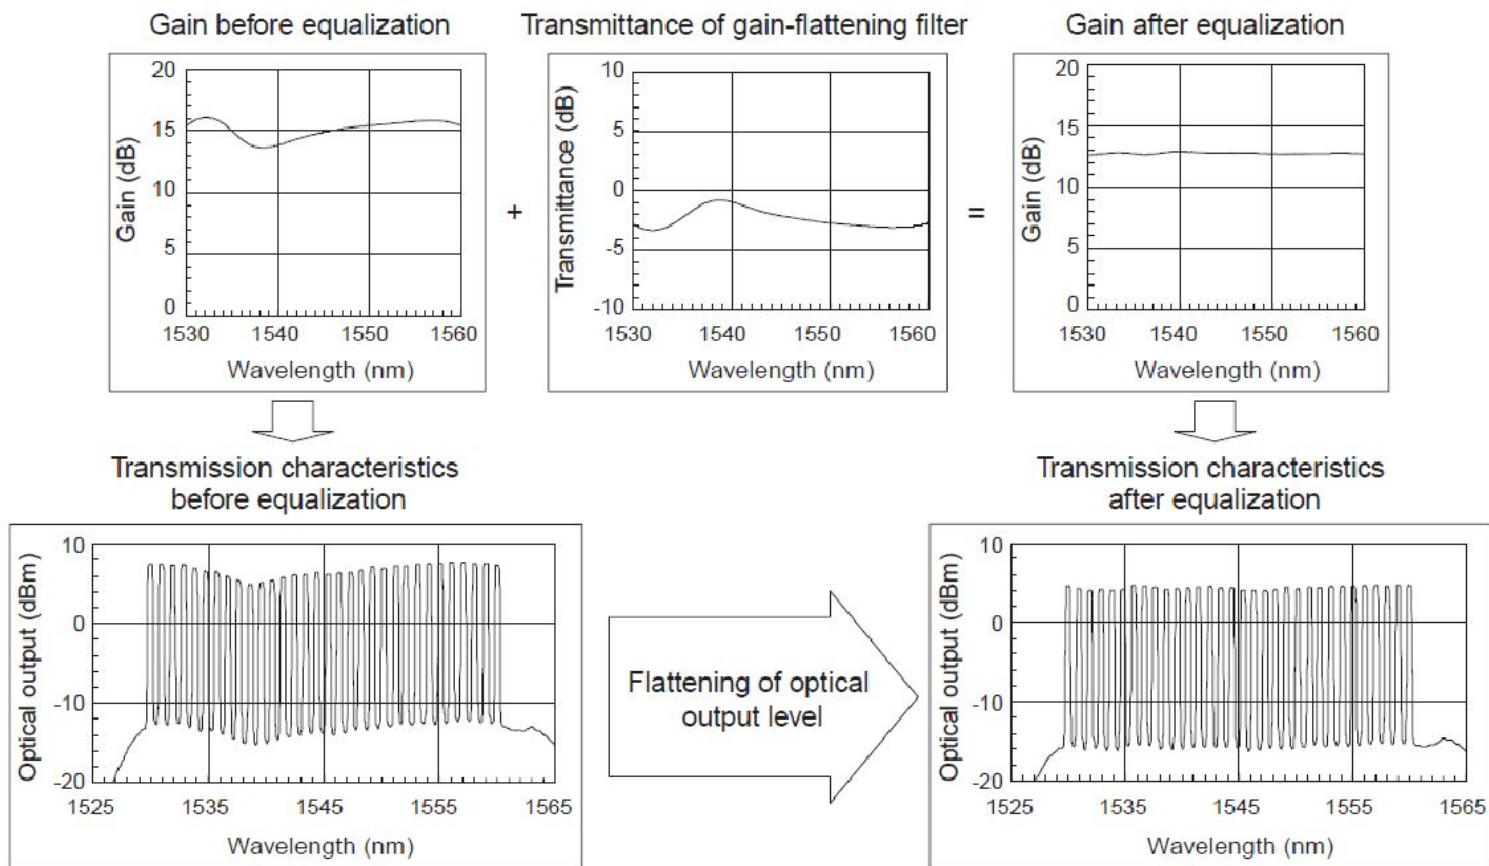 Gain before equalization
Transmittance of gain-flattening filter
Gain after equalization
20
15
10
5
0
Gain (dB)
1530 1540 1550 1560
Wavelength (nm)
+
10
5
0
-5
-10
Transmittance (dB)
1530 1540 1550 1560
Wavelength (nm)
=
20
15
10
5
0
Gain (dB)
1530 1540 1550 1560
Wavelength (nm)
Transmission characteristics
before equalization
Transmission characteristics
after equalization
10
0
-10
-20
Optical output (dBm)
1525 1535 1545 1555 1565
Wavelength (nm)
Flattening of optical
output level
10
0
-10
-20
Optical output (dBm)
1525 1535 1545 1555 1565
Wavelength (nm)